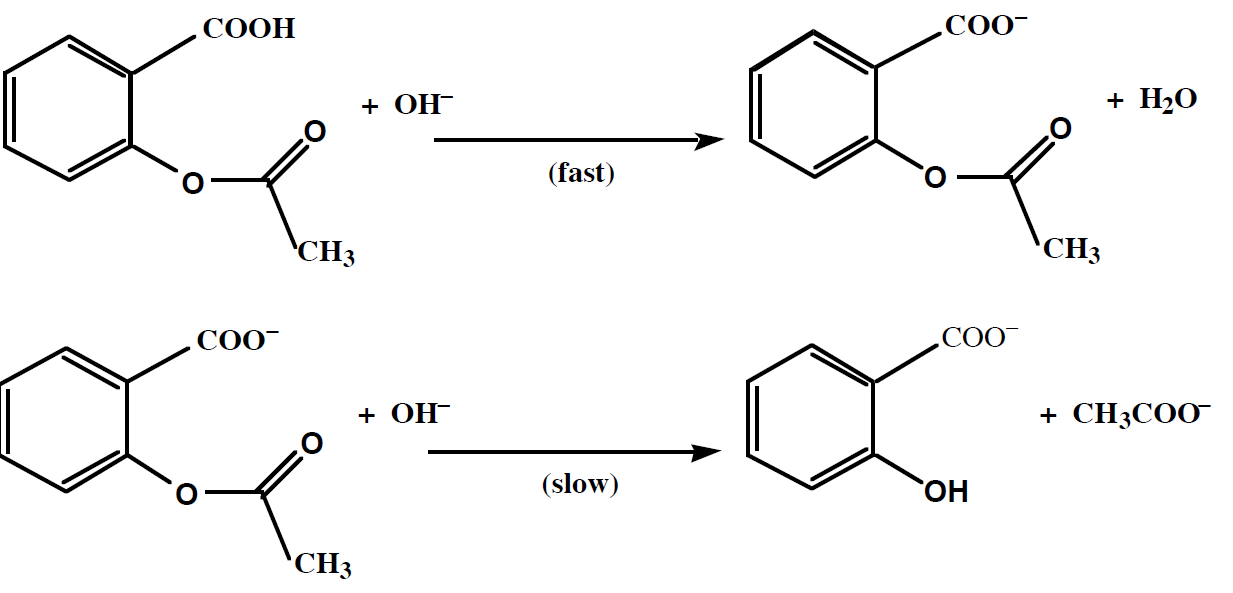 COOH
+ OH⁻
O
O
CH₃
(fast)
COO⁻
+ H₂O
O
O
CH₃
COO⁻
+ OH⁻
O
O
CH₃
(slow)
COO⁻
+ CH₃COO⁻
OH